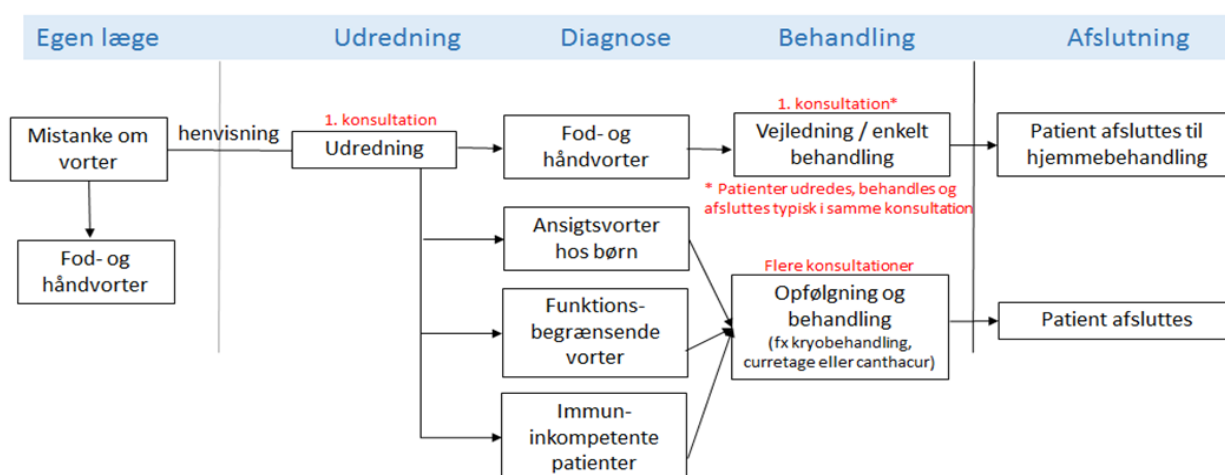 Egen læge
Udredning
Diagnose
Behandling
Afslutning
Mistanke om
vorter
henvisning
Fod- og
håndvorter
1. konsultation
Udredning
Fod- og
håndvorter
Ansigtsvorter
hos børn
Funktions-
begrænsende
vorter
Immun-
inkompetente
patienter
1. konsultation*
Vejledning / enkelt
behandling
* Patienter udredes, behandles og
afsluttes typisk i samme konsultation
Flere konsultationer
Opfølgning og
behandling
(fx kryobehandling,
curretage eller canthacur)
Patient afsluttes til
hjemmebehandling
Patient afsluttes